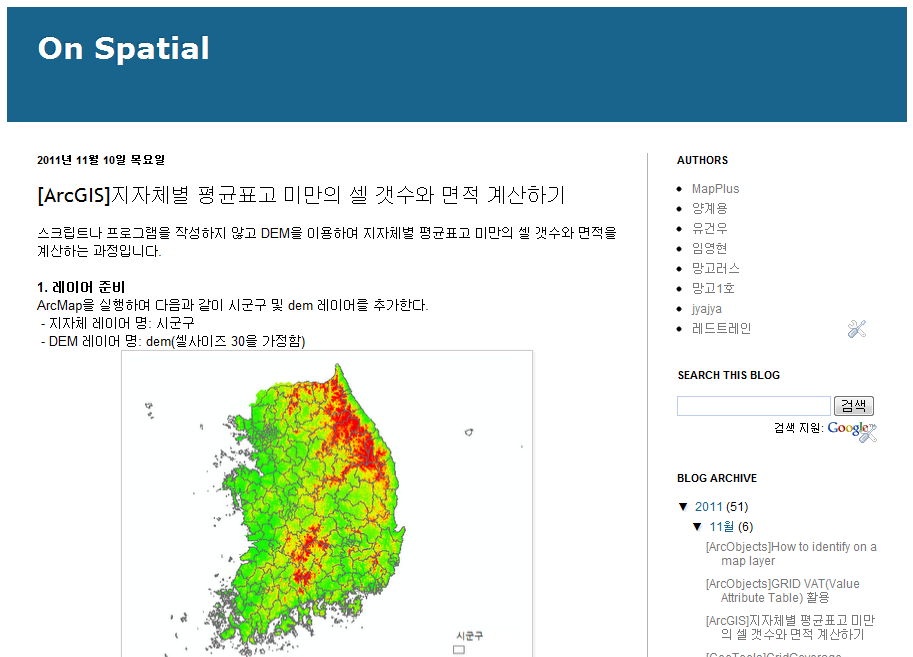 On Spatial
2011년 11월 10일 목요일
[ArcGIS]지자체별 평균표고 미만의 셀 갯수와 면적 계산하기
스크립트나 프로그램을 작성하지 않고 DEM을 이용하여 지자체별 평균표고 미만의 셀 갯수와 면적을
계산하는 과정입니다.
1. 레이어 준비
ArcMap을 실행하여 다음과 같이 시군구 및 dem 레이어를 추가한다.
- 지자체 레이어 명: 시군구
- DEM 레이어 명: dem(셀사이즈 30을 가정함)
시군구
AUTHORS
MapPlus
양계용
유건우
임영현
망고러스
망고1호
jyajya
레드트레인
SEARCH THIS BLOG
검색
검색 지원: Google™
BLOG ARCHIVE
▼ 2011 (51)
▼ 11월 (6)
[ArcObjects]How to identify on a
map layer
[ArcObjects]GRID VAT(Value
Attribute Table) 활용
[ArcGIS]지자체별 평균표고 미만
의 셀 갯수와 면적 계산하기
[GeoTools]GridCoverage